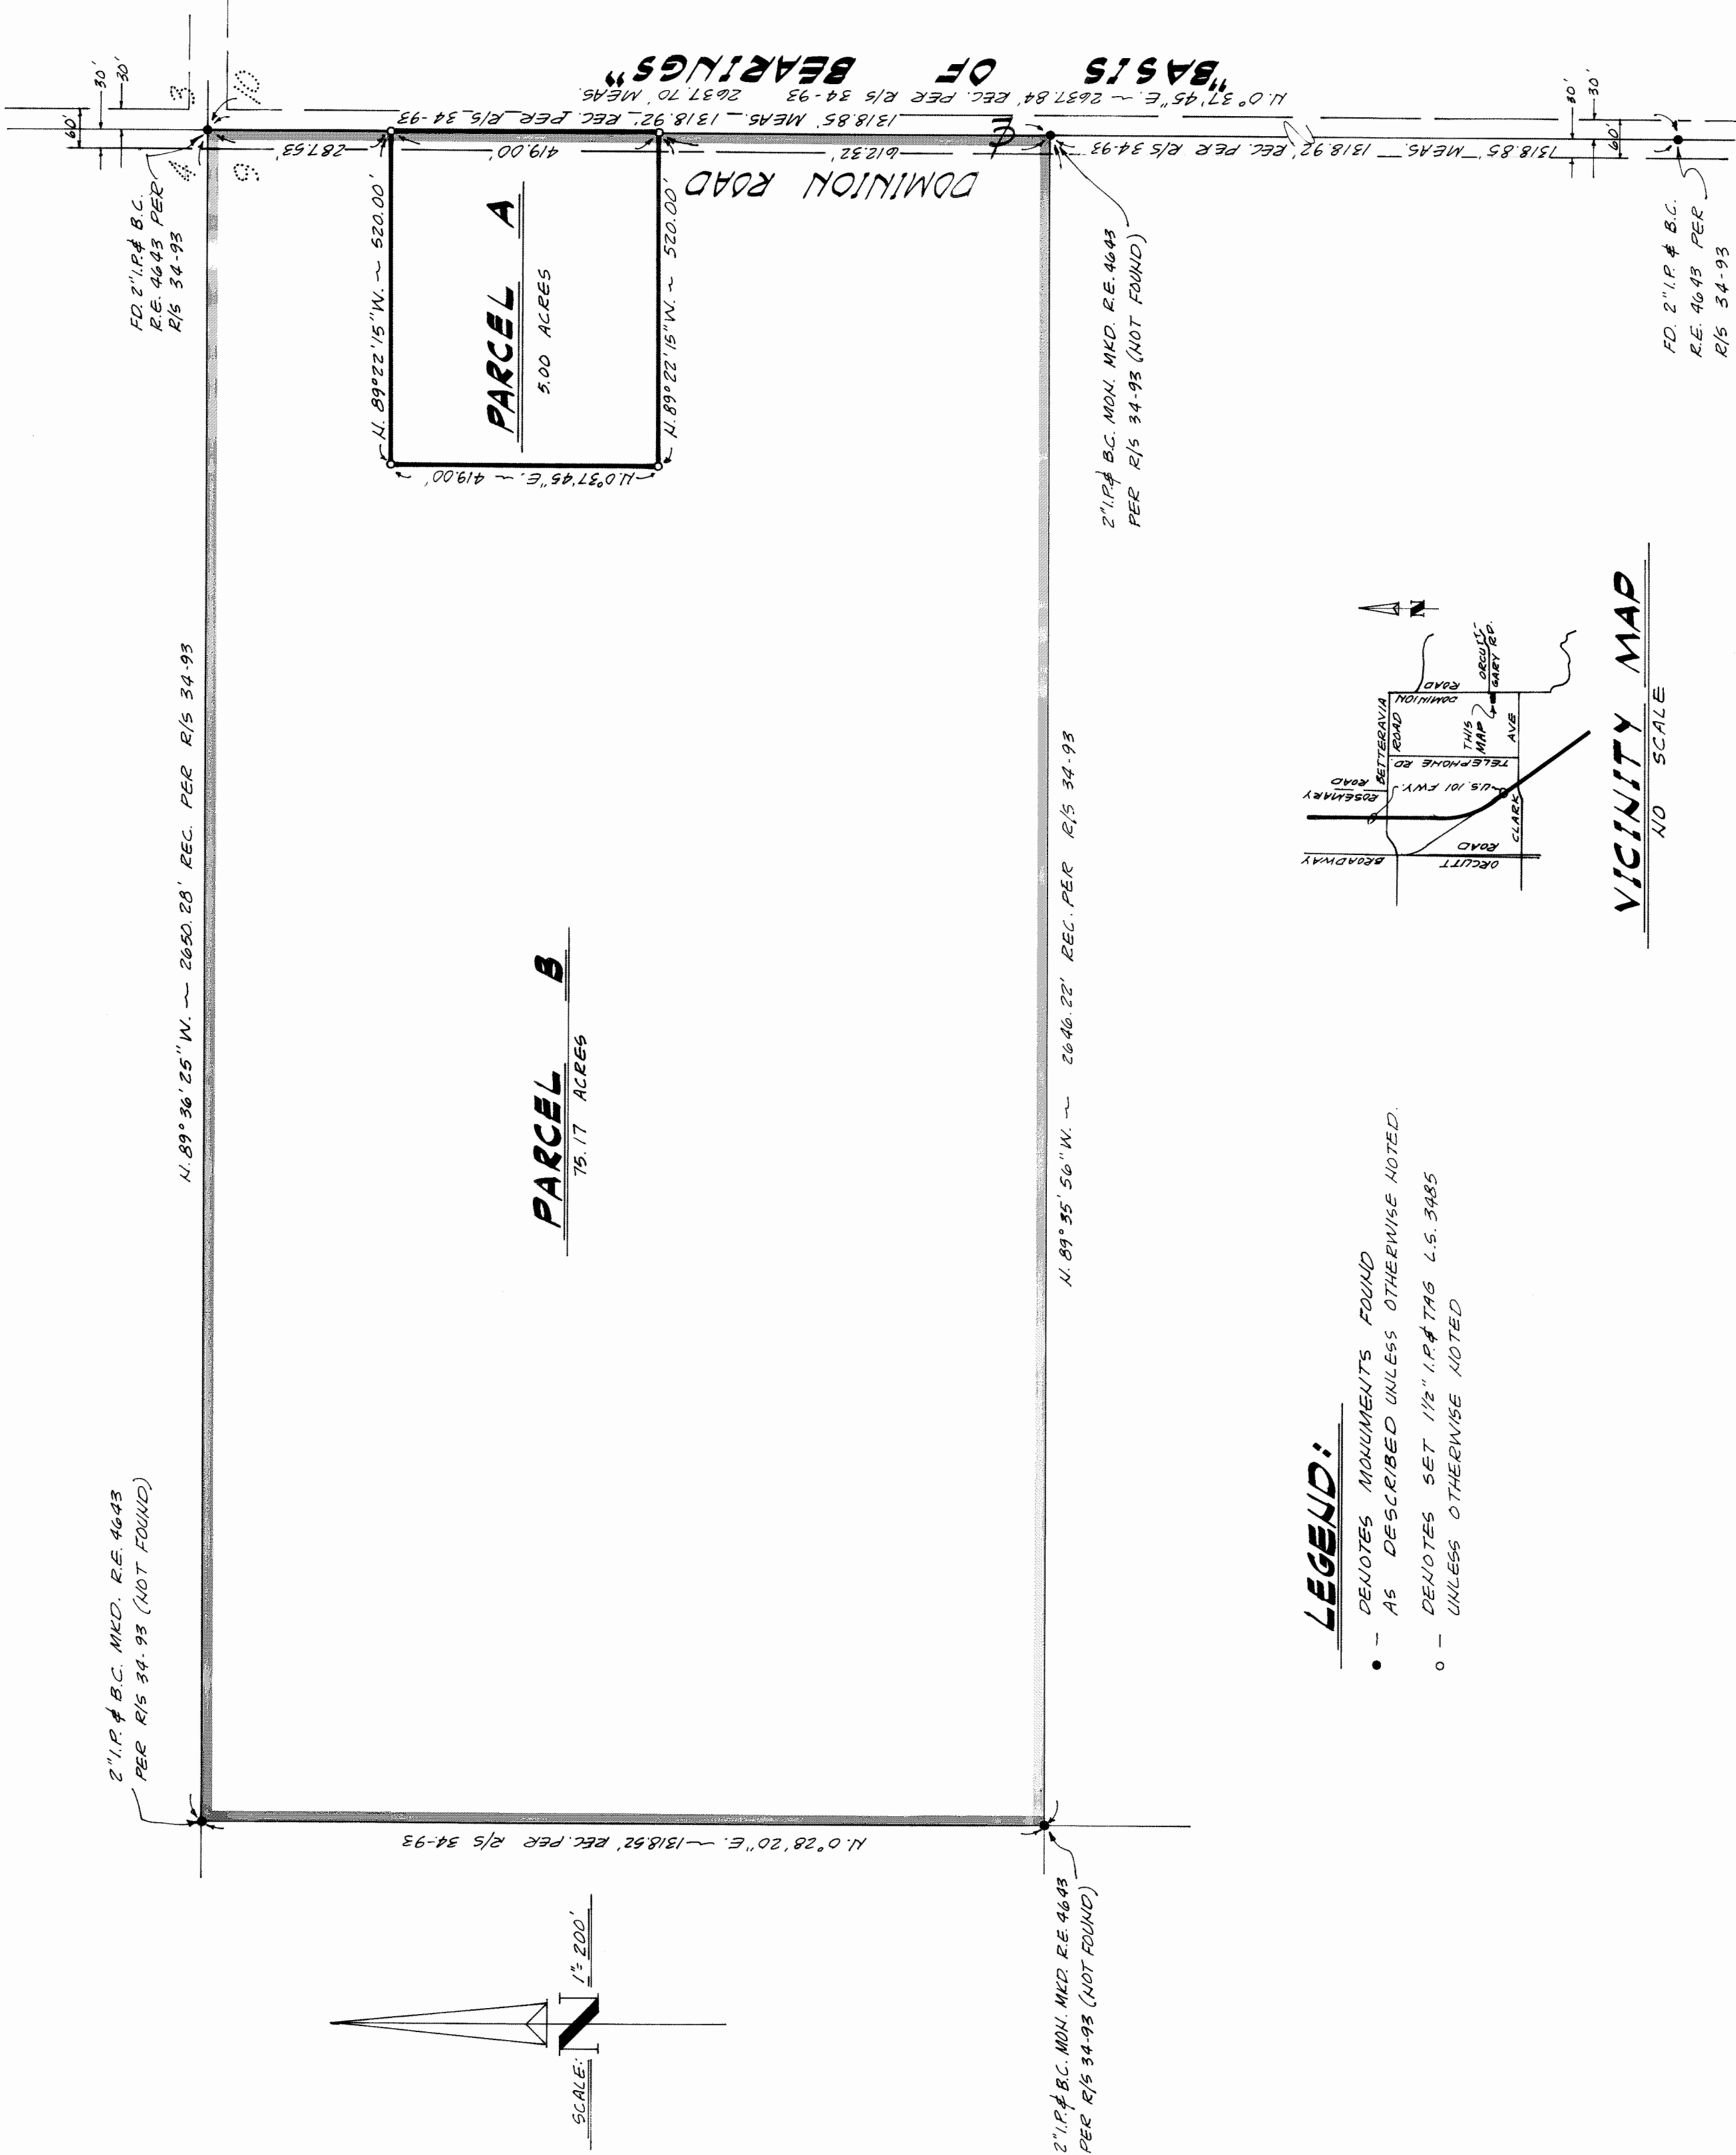 2" I.P. & B.C. MKD. R.E. 4643
PER R/S 34-93 (NOT FOUND)
N. 89° 36' 25" W. ~ 2650.28' REC. PER R/S 34-93
FD. 2" I.P. & B.C.
R.E. 4643 PER
R/S 34-93
60'
30'
30'
4
3
9
10
"BASIS OF BEARINGS"
N. 0° 37' 45" E. ~ 2637.84' REC. PER R/S 34-93 2637.70' MEAS.
1318.85' MEAS. 1318.92' REC. PER R/S 34-93
287.53'
419.00'
612.32'
DOMINION ROAD
N. 89° 22' 15" W. ~ 520.00'
PARCEL A
5.00 ACRES
N. 89° 22' 15" W. ~ 520.00'
N. 0° 37' 45" E. ~ 419.00'
PARCEL B
75.17 ACRES
N. 89° 35' 56" W. ~ 2646.22' REC. PER R/S 34-93
N. 0° 28' 20" E. ~ 1318.52' REC. PER R/S 34-93
2" I.P. & B.C. MON. MKD. R.E. 4643
PER R/S 34-93 (NOT FOUND)
1318.85' MEAS. 1318.92' REC. PER R/S 34-93
30'
30'
60'
FD. 2" I.P. & B.C.
R.E. 4643 PER
R/S 34-93
SCALE: N 1" = 200'
2" I.P. & B.C. MON. MKD. R.E. 4643
PER R/S 34-93 (NOT FOUND)
LEGEND:
● - DENOTES MONUMENTS FOUND
AS DESCRIBED UNLESS OTHERWISE NOTED.
○ - DENOTES SET 1 1/2" I.P. & TAG L.S. 3485
UNLESS OTHERWISE NOTED
BROADWAY
ORCUTT
ROAD
ROSEMARY
ROAD
U.S. 101 FWY.
BETTERAVIA
ROAD
TELEPHONE RD
DOMINION
ROAD
THIS
MAP
ORCUTT-
GARY RD.
CLARK AVE
N
VICINITY MAP
NO SCALE